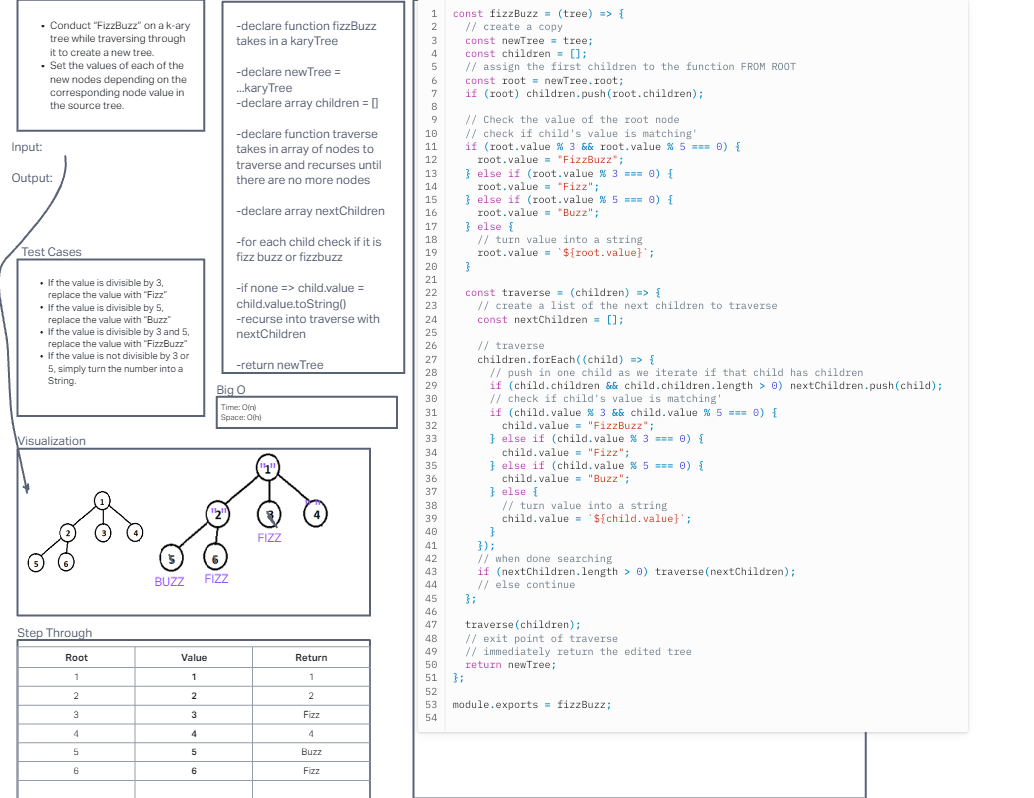 • Conduct “FizzBuzz” on a k-ary
tree while traversing through
it to create a new tree.
• Set the values of each of the
new nodes depending on the
corresponding node value in
the source tree.
Input:
Output:
Test Cases
• If the value is divisible by 3,
replace the value with “Fizz”
• If the value is divisible by 5,
replace the value with “Buzz”
• If the value is divisible by 3 and 5,
replace the value with “FizzBuzz”
• If the value is not divisible by 3 or
5, simply turn the number into a
String.
-declare function fizzBuzz
takes in a karyTree
-declare newTree =
...karyTree
-declare array children = []
-declare function traverse
takes in array of nodes to
traverse and recurses until
there are no more nodes
-declare array nextChildren
-for each child check if it is
fizz buzz or fizzbuzz
-if none => child.value =
child.value.toString()
-recurse into traverse with
nextChildren
-return newTree
Big O
Time: O(n)
Space: O(h)
Visualization
1
2 3 4
5 6
"1"
"2" 3 "4"
FIZZ
5 6
BUZZ FIZZ
Step Through
Root Value Return
1 1 1
2 2 2
3 3 Fizz
4 4 4
5 5 Buzz
6 6 Fizz
1 const fizzBuzz = (tree) => {
2 // create a copy
3 const newTree = tree;
4 const children = [];
5 // assign the first children to the function FROM ROOT
6 const root = newTree.root;
7 if (root) children.push(root.children);
8
9 // Check the value of the root node
10 // check if child's value is matching'
11 if (root.value % 3 && root.value % 5 === 0) {
12 root.value = "FizzBuzz";
13 } else if (root.value % 3 === 0) {
14 root.value = "Fizz";
15 } else if (root.value % 5 === 0) {
16 root.value = "Buzz";
17 } else {
18 // turn value into a string
19 root.value = `${root.value}`;
20 }
21
22 const traverse = (children) => {
23 // create a list of the next children to traverse
24 const nextChildren = [];
25
26 // traverse
27 children.forEach((child) => {
28 // push in one child as we iterate if that child has children
29 if (child.children && child.children.length > 0) nextChildren.push(child);
30 // check if child's value is matching'
31 if (child.value % 3 && child.value % 5 === 0) {
32 child.value = "FizzBuzz";
33 } else if (child.value % 3 === 0) {
34 child.value = "Fizz";
35 } else if (child.value % 5 === 0) {
36 child.value = "Buzz";
37 } else {
38 // turn value into a string
39 child.value = `${child.value}`;
40 }
41 });
42 // when done searching
43 if (nextChildren.length > 0) traverse(nextChildren);
44 // else continue
45 };
46
47 traverse(children);
48 // exit point of traverse
49 // immediately return the edited tree
50 return newTree;
51 };
52
53 module.exports = fizzBuzz;
54